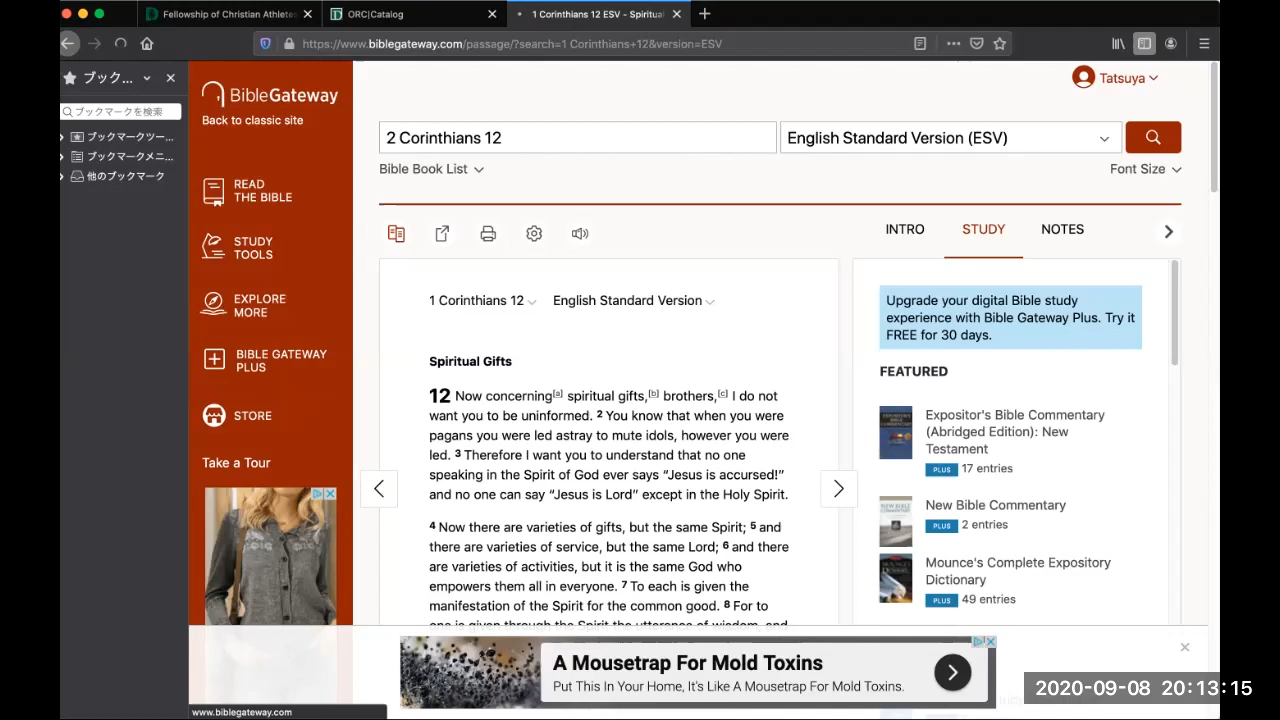 Fellowship of Christian Athletes
ORC|Catalog
1 Corinthians 12 ESV - Spiritual
https://www.biblegateway.com/passage/?search=1 Corinthians+12&version=ESV
ブック...
ブックマークを検索
ブックマークツー...
ブックマークメニ...
他のブックマーク
BibleGateway
Back to classic site
READ
THE BIBLE
STUDY
TOOLS
EXPLORE
MORE
BIBLE GATEWAY
PLUS
STORE
Take a Tour
Tatsuya
2 Corinthians 12
English Standard Version (ESV)
Bible Book List
Font Size
INTRO
STUDY
NOTES
1 Corinthians 12
English Standard Version
Spiritual Gifts
12 Now concerning[a] spiritual gifts,[b] brothers,[c] I do not
want you to be uninformed. 2 You know that when you were
pagans you were led astray to mute idols, however you were
led. 3 Therefore I want you to understand that no one
speaking in the Spirit of God ever says “Jesus is accursed!”
and no one can say “Jesus is Lord” except in the Holy Spirit.
4 Now there are varieties of gifts, but the same Spirit; 5 and
there are varieties of service, but the same Lord; 6 and there
are varieties of activities, but it is the same God who
empowers them all in everyone. 7 To each is given the
manifestation of the Spirit for the common good. 8 For to
one is given through the Spirit the utterance of wisdom, and
Upgrade your digital Bible study
experience with Bible Gateway Plus. Try it
FREE for 30 days.
FEATURED
Expositor's Bible Commentary
(Abridged Edition): New
Testament
PLUS 17 entries
New Bible Commentary
PLUS 2 entries
Mounce's Complete Expository
Dictionary
PLUS 49 entries
A Mousetrap For Mold Toxins
Put This In Your Home, It's Like A Mousetrap For Mold Toxins.
www.biblegateway.com
2020-09-08 20:13:15